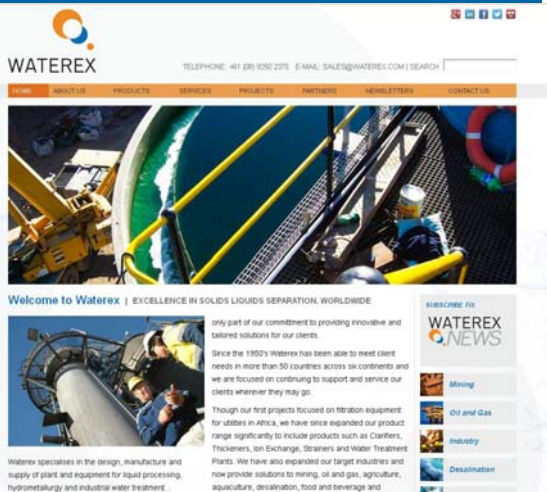 WATEREX
TELEPHONE: +61 (08) 9250 2375 E-MAIL: SALES@WATEREX.COM | SEARCH
HOME ABOUT US PRODUCTS SERVICES PROJECTS PARTNERS NEWSLETTERS CONTACT US
Welcome to Waterex | EXCELLENCE IN SOLIDS LIQUIDS SEPARATION. WORLDWIDE
Waterex specialises in the design, manufacture and
supply of plant and equipment for liquid processing,
hydrometallurgy and industrial water treatment.
only part of our committment to providing innovative and
tailored solutions for our clients.
Since the 1950's Waterex has been able to meet client
needs in more than 50 countries across six continents and
we are focused on continuing to support and service our
clients wherever they may go.
Though our first projects focused on filtration equipment
for utilities in Africa, we have since expanded our product
range significantly to include products such as Clarifiers,
Thickeners, Ion Exchange, Strainers and Water Treatment
Plants. We have also expanded our target industries and
now provide solutions to mining, oil and gas, agriculture,
aquaculture, desalination, food and beverage and
SUBSCRIBE TO:
WATEREX
NEWS
Mining
Oil and Gas
Industry
Desalination